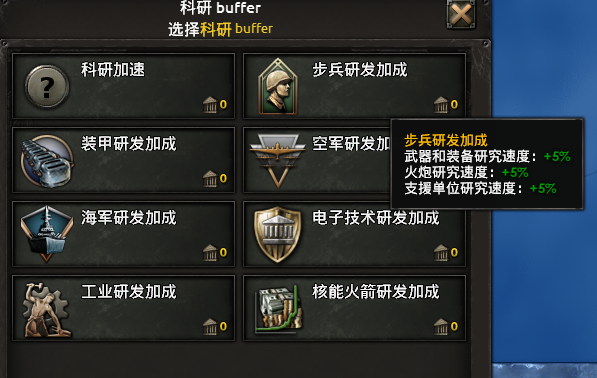 科研 buffer
选择科研 buffer
科研加速
0
步兵研发加成
0
装甲研发加成
0
空军研发加
步兵研发加成
武器和装备研究速度：+5%
火炮研究速度：+5%
支援单位研究速度：+5%
海军研发加成
0
电子技术研发加成
0
工业研发加成
0
核能火箭研发加成
0